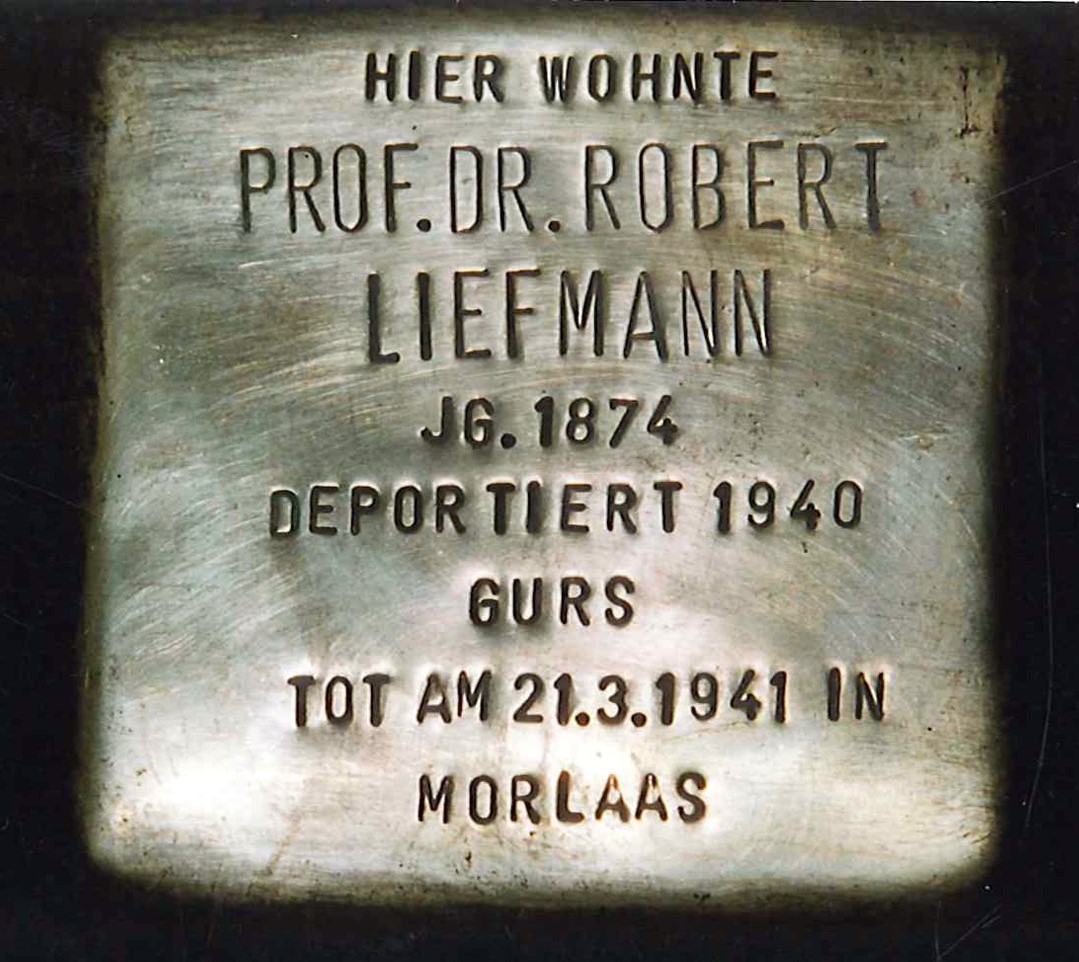 HIER WOHNTE
PROF.DR.ROBERT
LIEFMANN
JG.1874
DEPORTIERT 1940
GURS
TOT AM 21.3.1941 IN
MORLAAS